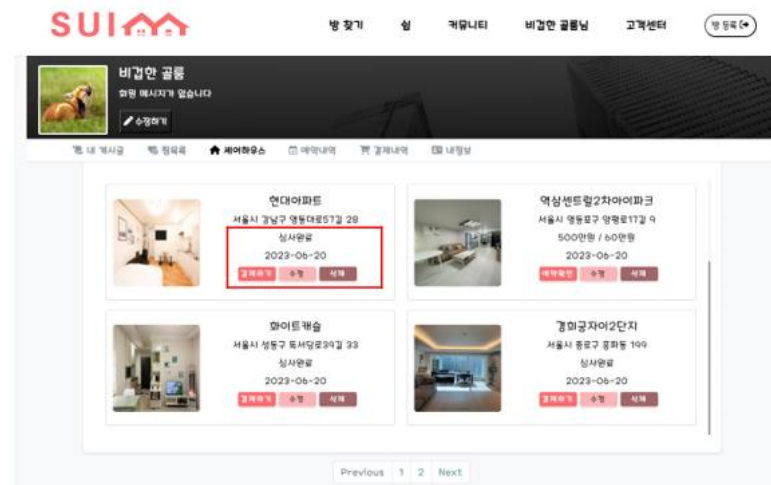 SUI
방 찾기 쉼 커뮤니티 비겁한 골룸님 고객센터 방 등록
비겁한 골룸
회원 메시지가 없습니다
수정하기
내 게시글 찜목록 셰어하우스 예약내역 결제내역 내정보
현대아파트
서울시 강남구 영동대로57길 28
심사완료
2023-06-20
결제하기 수정 삭제
역삼센트럴2차아이파크
서울시 영등포구 양평로17길 9
500만원 / 60만원
2023-06-20
예약확인 수정 삭제
화이트캐슬
서울시 성동구 독서당로39길 33
심사완료
2023-06-20
결제하기 수정 삭제
경희궁자이2단지
서울시 종로구 홍파동 199
심사완료
2023-06-20
결제하기 수정 삭제
Previous 1 2 Next